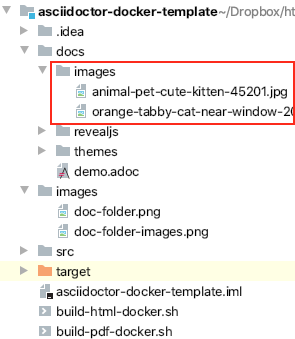 asciidoctor-docker-template ~/Dropbox/ht
.idea
docs
images
animal-pet-cute-kitten-45201.jpg
orange-tabby-cat-near-window-20
revealjs
themes
demo.adoc
images
doc-folder.png
doc-folder-images.png
src
target
asciidoctor-docker-template.iml
build-html-docker.sh
build-pdf-docker.sh